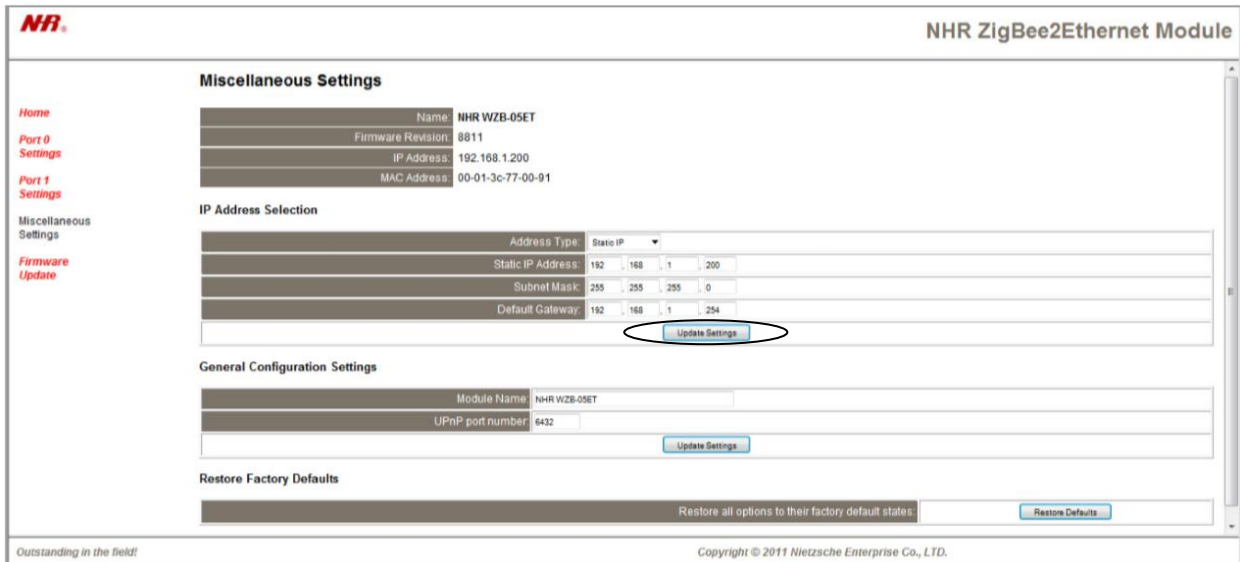 NHR®
NHR ZigBee2Ethernet Module
Home
Port 0
Settings
Port 1
Settings
Miscellaneous
Settings
Firmware
Update
Miscellaneous Settings
Name: NHR WZB-05ET
Firmware Revision: 8811
IP Address: 192.168.1.200
MAC Address: 00-01-3c-77-00-91
IP Address Selection
Address Type: Static IP
Static IP Address: 192 . 168 . 1 . 200
Subnet Mask: 255 . 255 . 255 . 0
Default Gateway: 192 . 168 . 1 . 254
Update Settings
General Configuration Settings
Module Name: NHR WZB-05ET
UPnP port number: 6432
Update Settings
Restore Factory Defaults
Restore all options to their factory default states: Restore Defaults
Outstanding in the field!
Copyright © 2011 Nietzsche Enterprise Co., LTD.